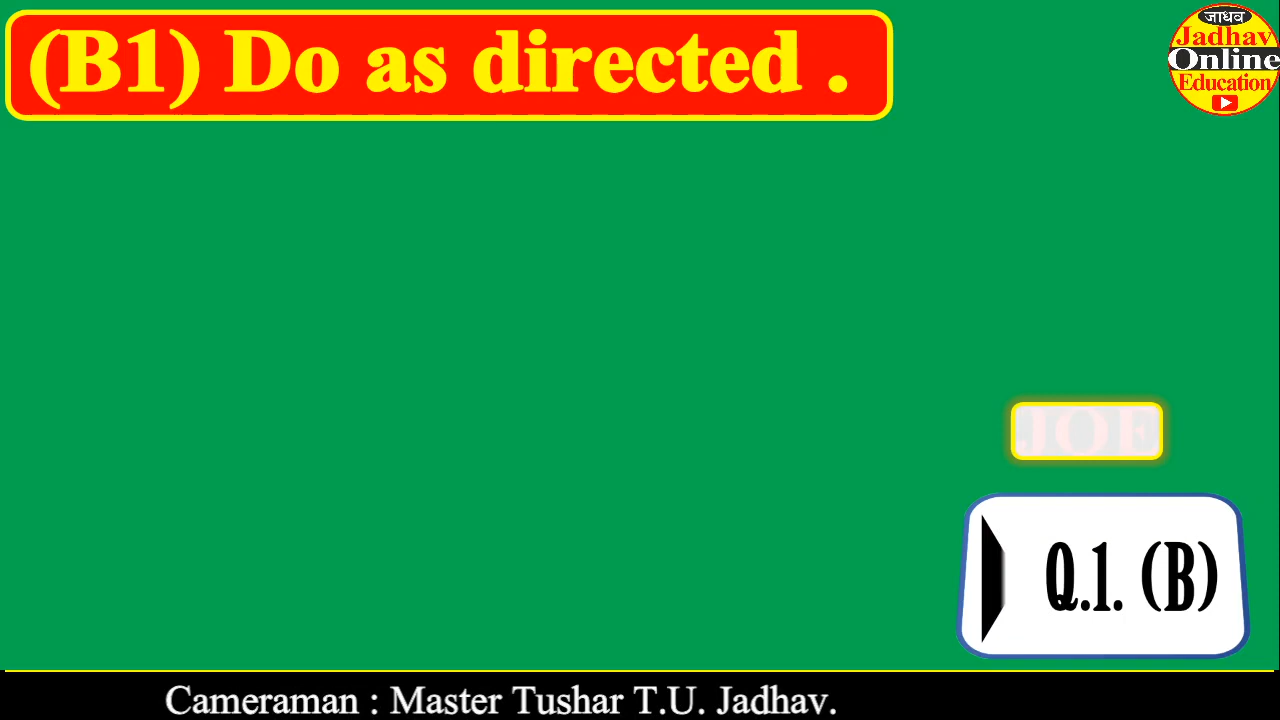 (B1) Do as directed .
जाधव
Jadhav
Online
Education
JOE
Q.1. (B)
Cameraman : Master Tushar T.U. Jadhav.